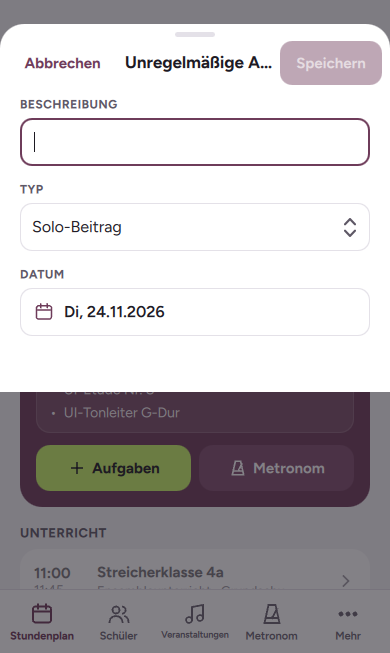 Abbrechen
Unregelmäßige A...
Speichern
BESCHREIBUNG
TYP
Solo-Beitrag
DATUM
Di, 24.11.2026
• UI-Tonleiter G-Dur
Aufgaben
Metronom
UNTERRICHT
11:00
Streicherklasse 4a
Stundenplan
Schüler
Veranstaltungen
Metronom
Mehr